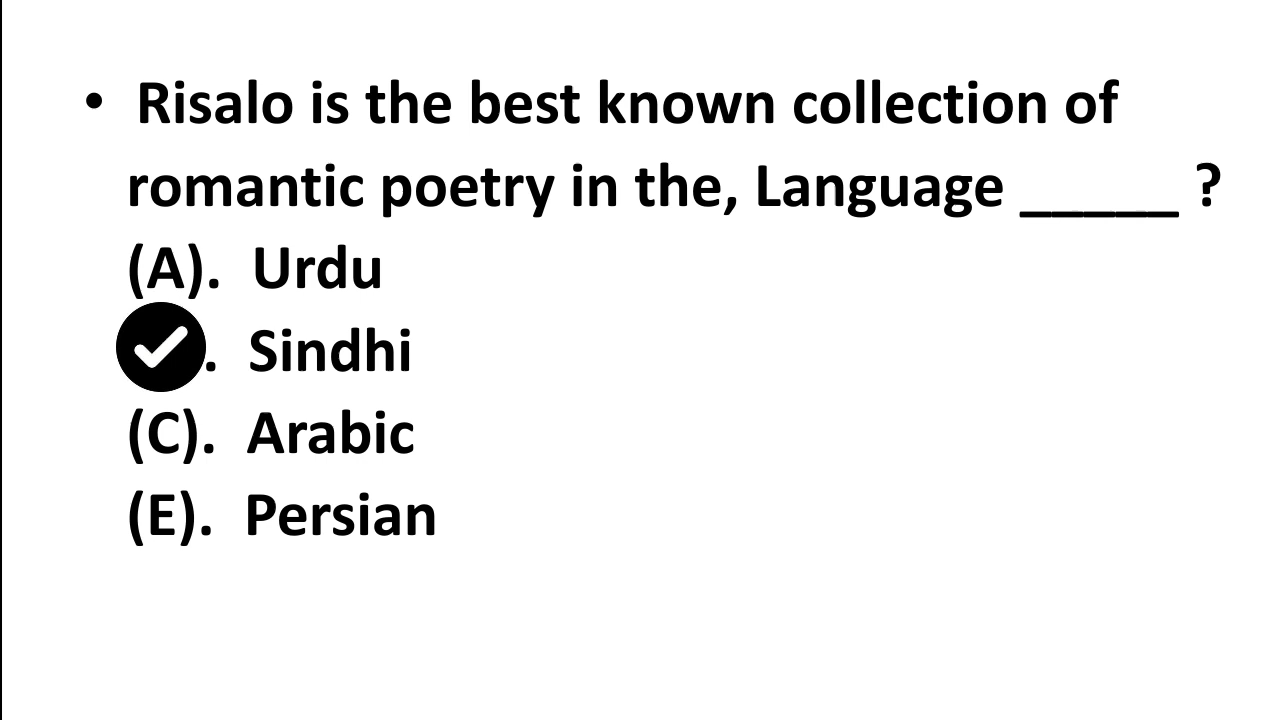 • Risalo is the best known collection of
romantic poetry in the, Language _____ ?
(A). Urdu
. Sindhi
(C). Arabic
(E). Persian